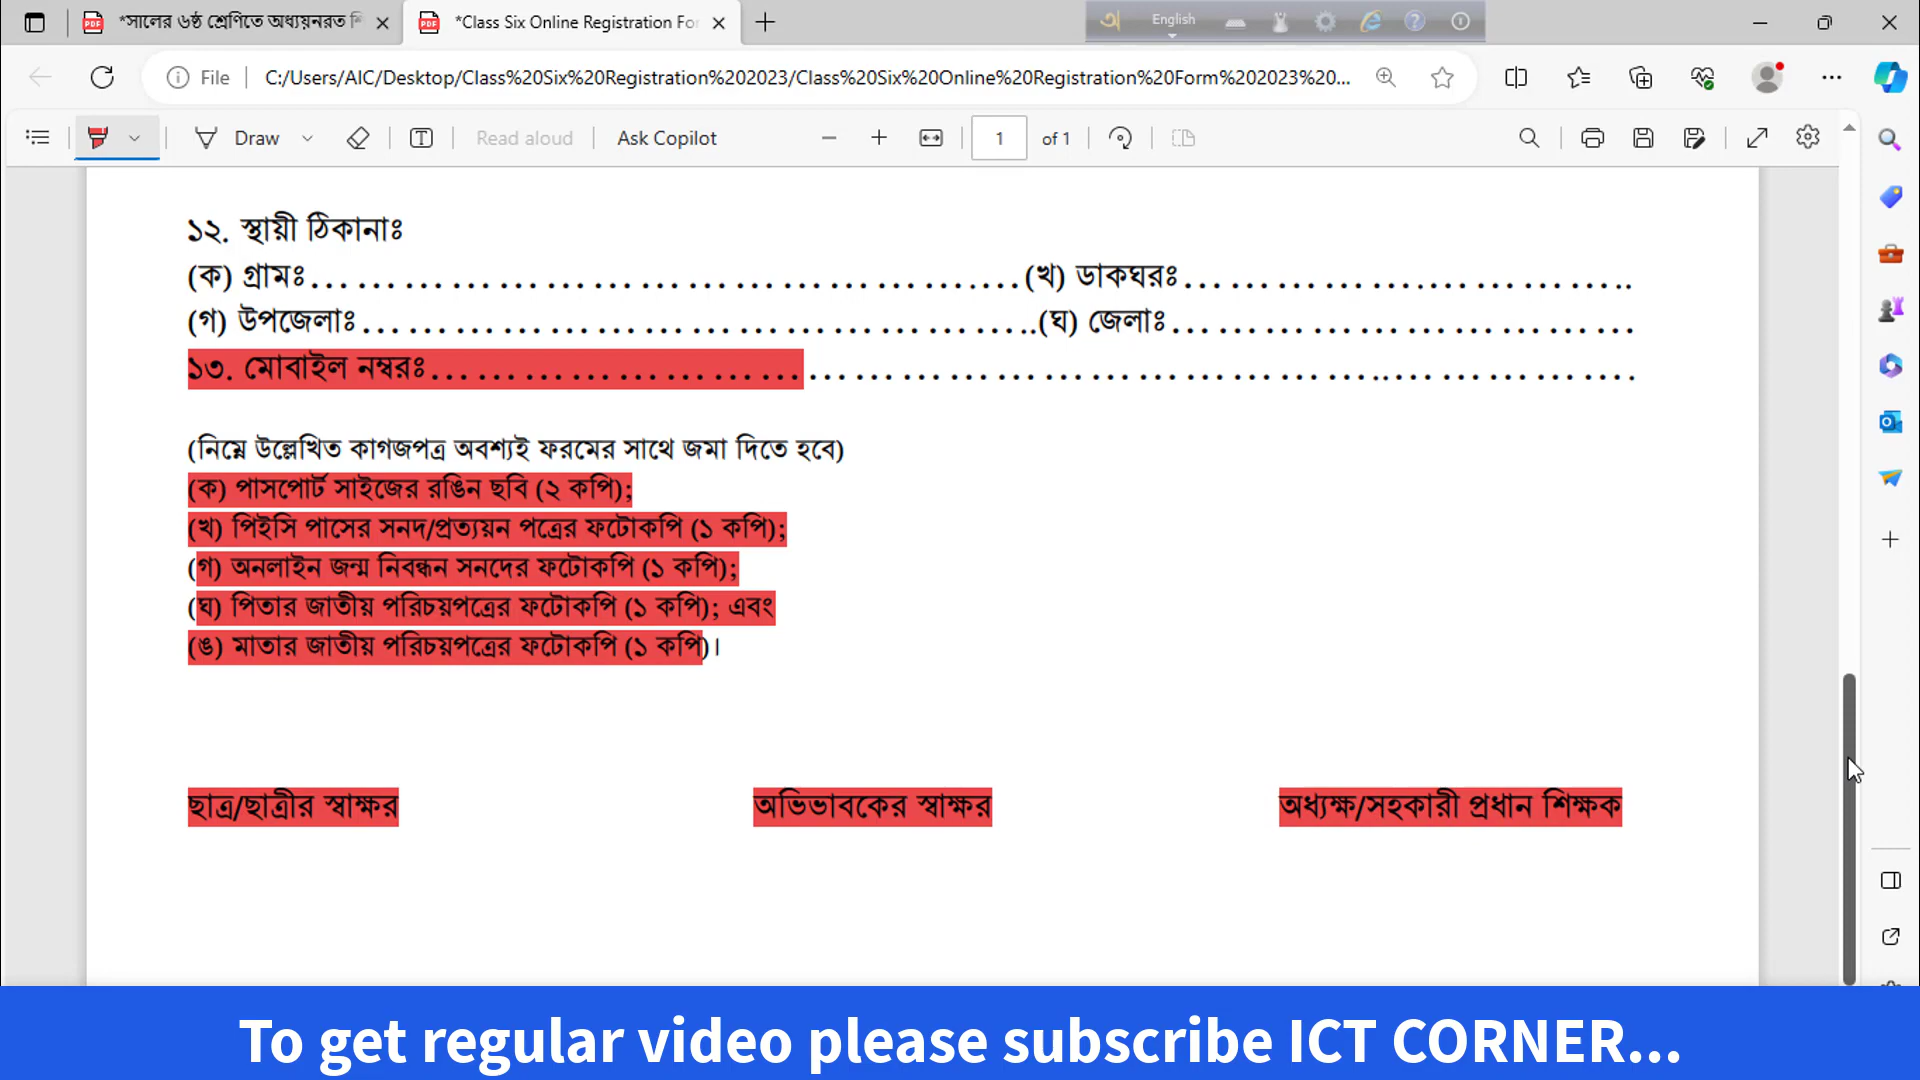 *সালের ৬ষ্ঠ শ্রেণিতে অধ্যয়নরত
*Class Six Online Registration For
English
File
C:/Users/AIC/Desktop/Class%20Six%20Registration%202023/Class%20Six%20Online%20Registration%20Form%202023%20...
Draw
Read aloud
Ask Copilot
1 of 1
১২. স্থায়ী ঠিকানাঃ
(ক) গ্রামঃ……………………………………….….(খ) ডাকঘরঃ…………….…………..
(গ) উপজেলাঃ……………………………………..(ঘ) জেলাঃ…………………………
১৩. মোবাইল নম্বরঃ……………………………………………………..…………….
(নিম্নে উল্লেখিত কাগজপত্র অবশ্যই ফরমের সাথে জমা দিতে হবে)
(ক) পাসপোর্ট সাইজের রঙিন ছবি (২ কপি);
(খ) পিইসি পাসের সনদ/প্রত্যয়ন পত্রের ফটোকপি (১ কপি);
(গ) অনলাইন জন্ম নিবন্ধন সনদের ফটোকপি (১ কপি);
(ঘ) পিতার জাতীয় পরিচয়পত্রের ফটোকপি (১ কপি); এবং
(ঙ) মাতার জাতীয় পরিচয়পত্রের ফটোকপি (১ কপি)।
ছাত্র/ছাত্রীর স্বাক্ষর অভিভাবকের স্বাক্ষর অধ্যক্ষ/সহকারী প্রধান শিক্ষক
To get regular video please subscribe ICT CORNER...